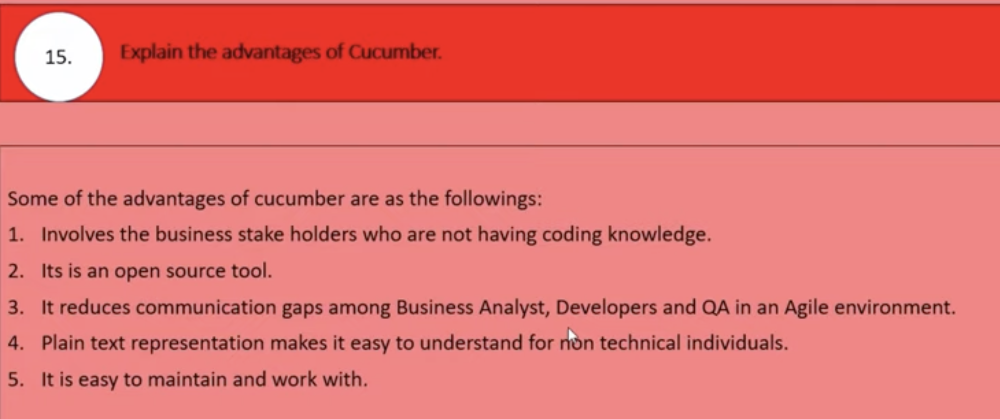 15.
Explain the advantages of Cucumber.
Some of the advantages of cucumber are as the followings:
1. Involves the business stake holders who are not having coding knowledge.
2. Its is an open source tool.
3. It reduces communication gaps among Business Analyst, Developers and QA in an Agile environment.
4. Plain text representation makes it easy to understand for non technical individuals.
5. It is easy to maintain and work with.